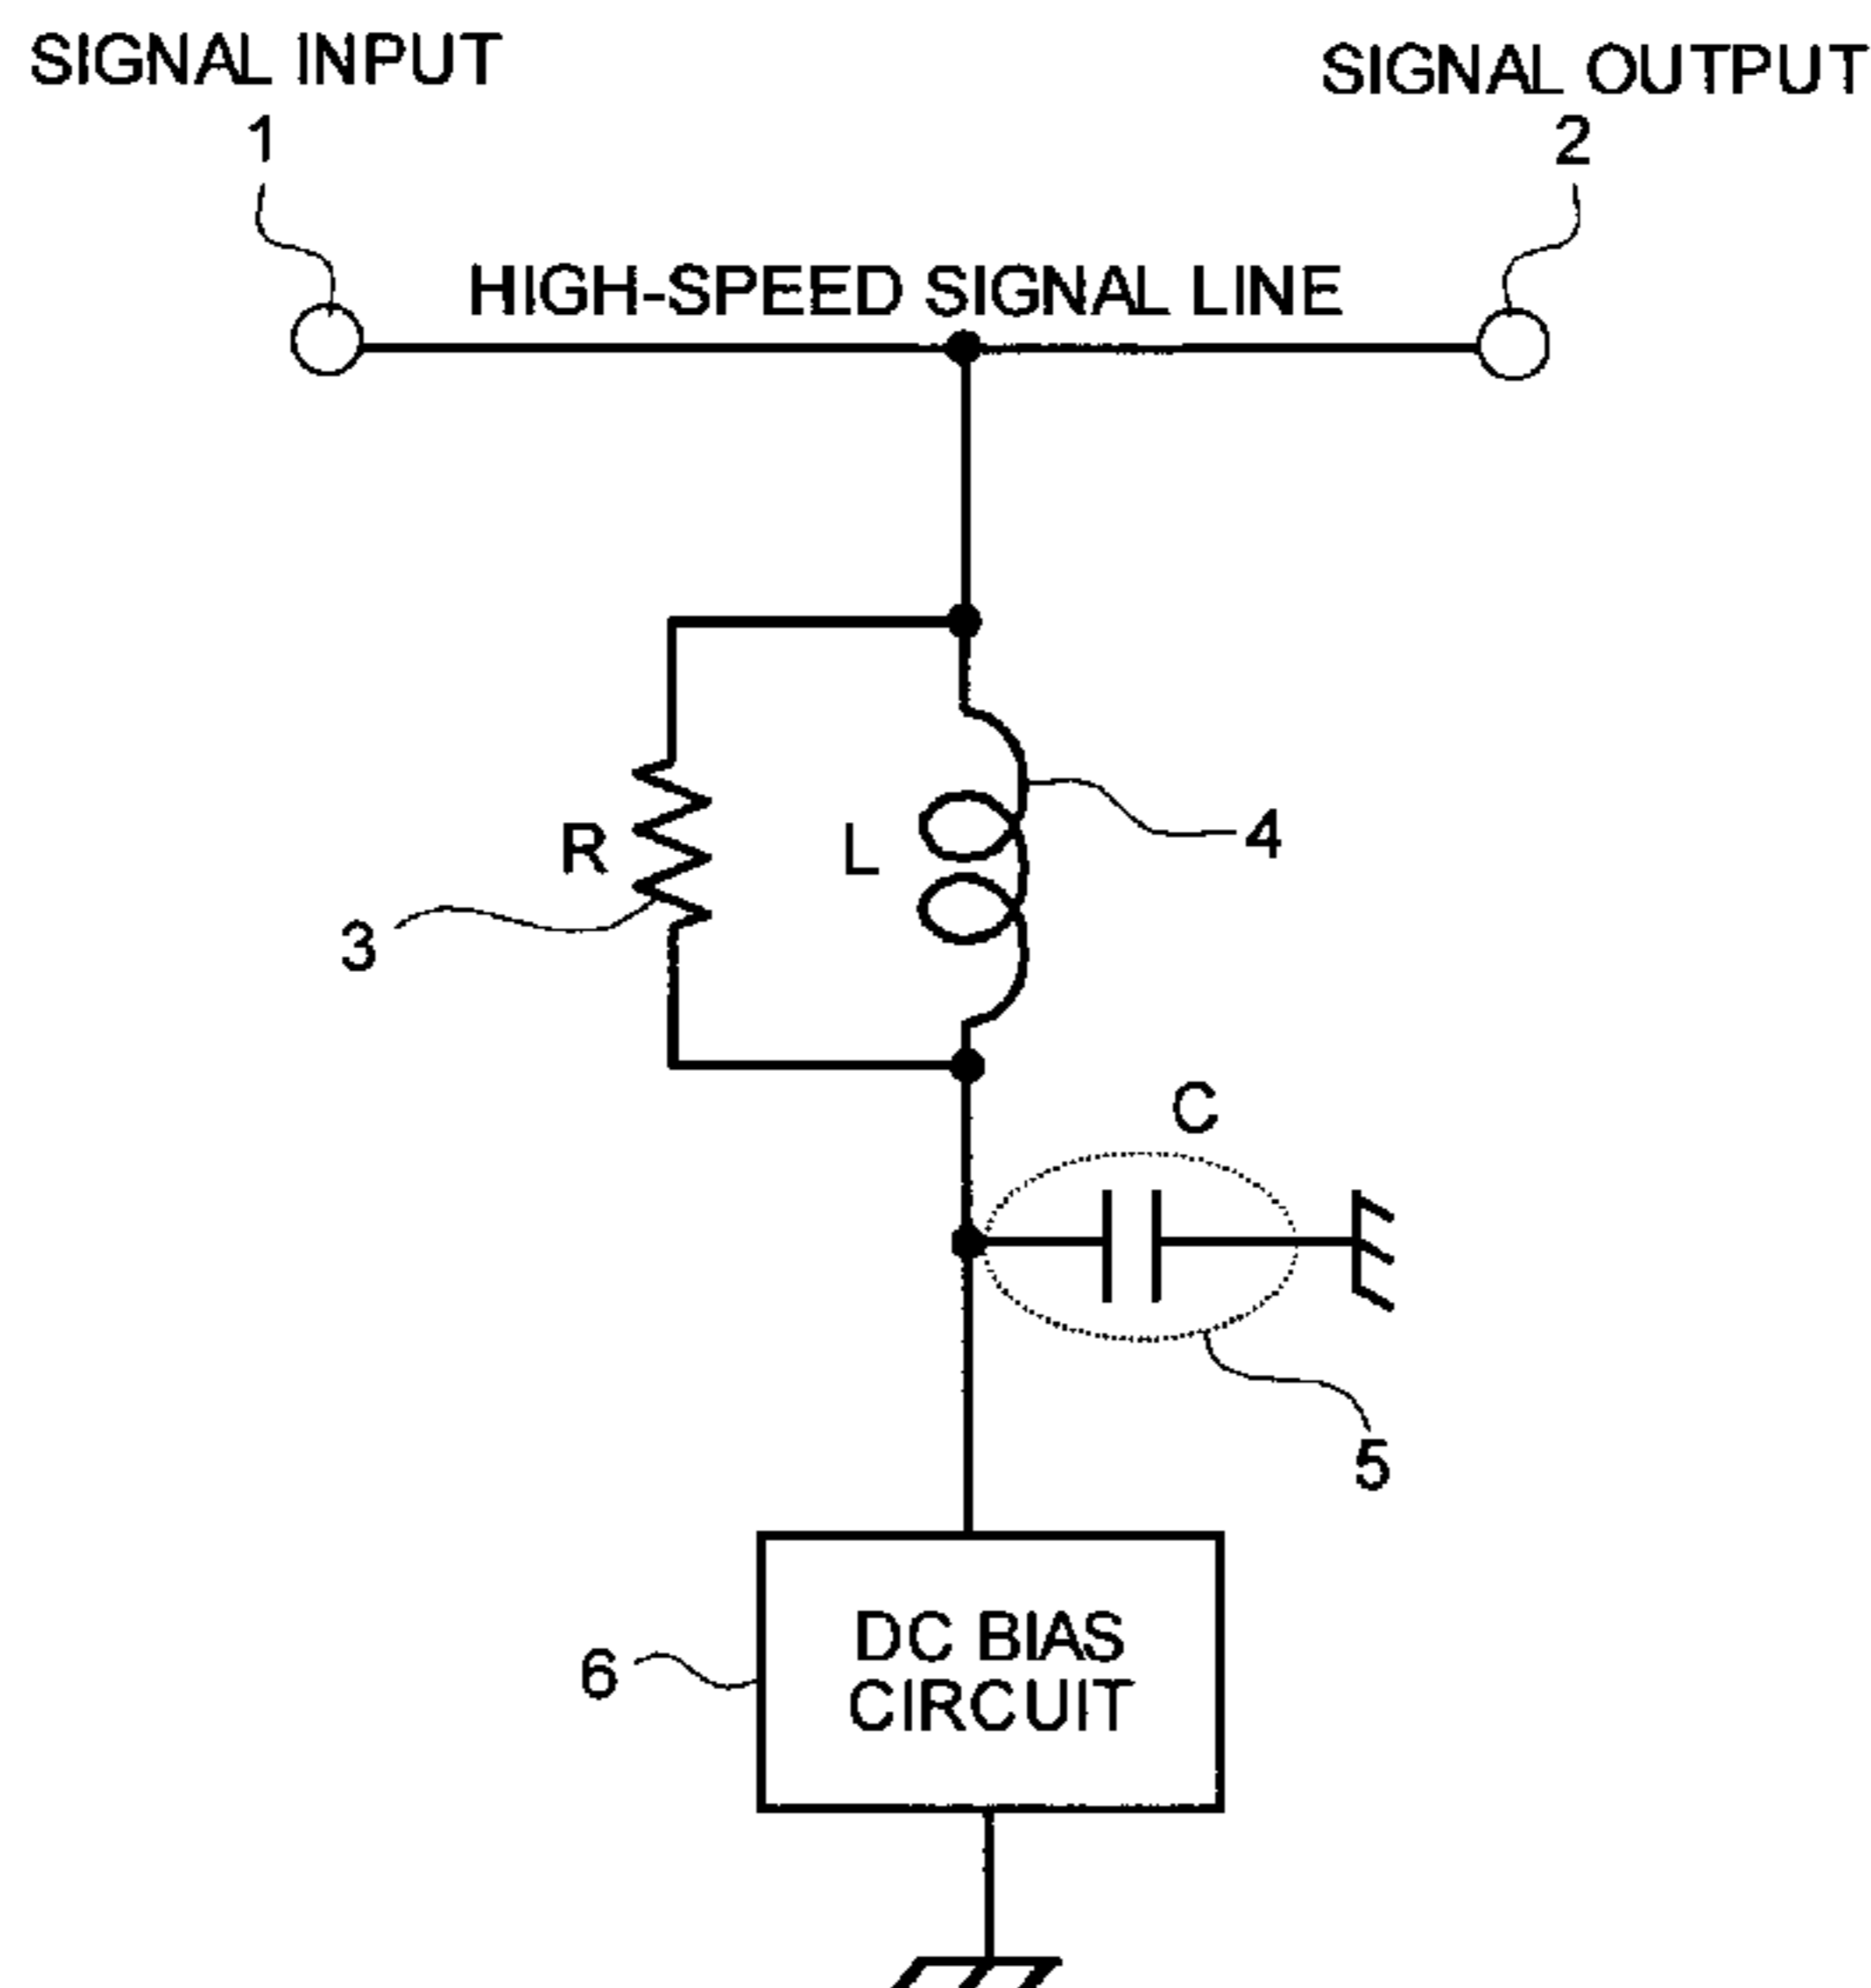 SIGNAL INPUT
1
SIGNAL OUTPUT
2
HIGH-SPEED SIGNAL LINE
R
L
4
3
C
5
DC BIAS
CIRCUIT
6